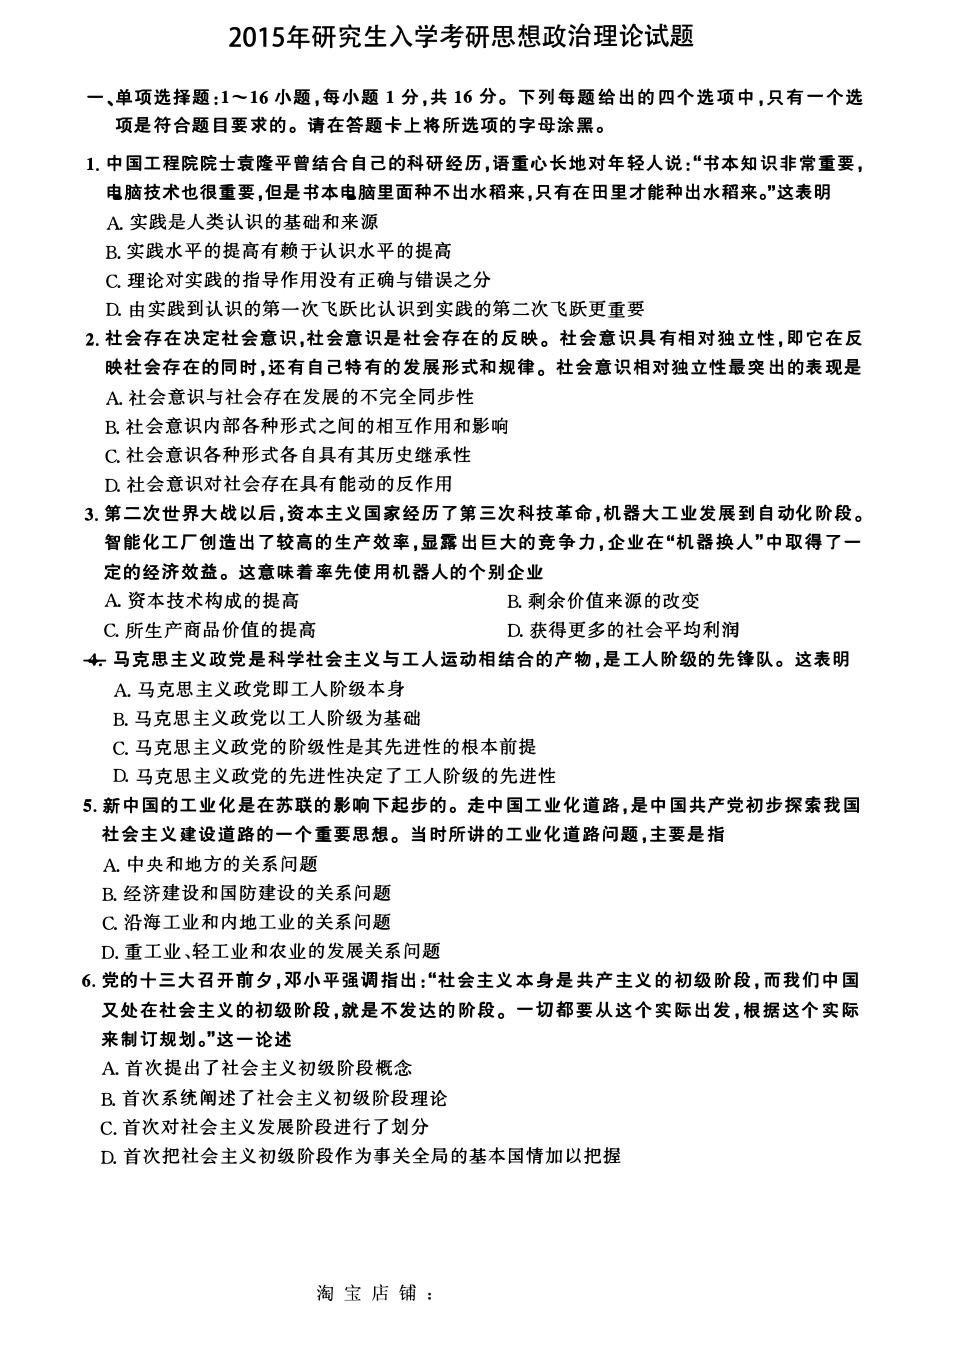 2015年研究生入学考研思想政治理论试题
一、单项选择题:1～16 小题,每小题 1 分,共 16 分。下列每题给出的四个选项中,只有一个选
项是符合题目要求的。请在答题卡上将所选项的字母涂黑。
1. 中国工程院院士袁隆平曾结合自己的科研经历,语重心长地对年轻人说:“书本知识非常重要,
电脑技术也很重要,但是书本电脑里面种不出水稻来,只有在田里才能种出水稻来。”这表明
A. 实践是人类认识的基础和来源
B. 实践水平的提高有赖于认识水平的提高
C. 理论对实践的指导作用没有正确与错误之分
D. 由实践到认识的第一次飞跃比认识到实践的第二次飞跃更重要
2. 社会存在决定社会意识,社会意识是社会存在的反映。社会意识具有相对独立性,即它在反
映社会存在的同时,还有自己特有的发展形式和规律。社会意识相对独立性最突出的表现是
A. 社会意识与社会存在发展的不完全同步性
B. 社会意识内部各种形式之间的相互作用和影响
C. 社会意识各种形式各自具有其历史继承性
D. 社会意识对社会存在具有能动的反作用
3. 第二次世界大战以后,资本主义国家经历了第三次科技革命,机器大工业发展到自动化阶段。
智能化工厂创造出了较高的生产效率,显露出巨大的竞争力,企业在“机器换人”中取得了一
定的经济效益。这意味着率先使用机器人的个别企业
A. 资本技术构成的提高 B. 剩余价值来源的改变
C. 所生产商品价值的提高 D. 获得更多的社会平均利润
4. 马克思主义政党是科学社会主义与工人运动相结合的产物,是工人阶级的先锋队。这表明
A. 马克思主义政党即工人阶级本身
B. 马克思主义政党以工人阶级为基础
C. 马克思主义政党的阶级性是其先进性的根本前提
D. 马克思主义政党的先进性决定了工人阶级的先进性
5. 新中国的工业化是在苏联的影响下起步的。走中国工业化道路,是中国共产党初步探索我国
社会主义建设道路的一个重要思想。当时所讲的工业化道路问题,主要是指
A. 中央和地方的关系问题
B. 经济建设和国防建设的关系问题
C. 沿海工业和内地工业的关系问题
D. 重工业、轻工业和农业的发展关系问题
6. 党的十三大召开前夕,邓小平强调指出:“社会主义本身是共产主义的初级阶段,而我们中国
又处在社会主义的初级阶段,就是不发达的阶段。一切都要从这个实际出发,根据这个实际
来制订规划。”这一论述
A. 首次提出了社会主义初级阶段概念
B. 首次系统阐述了社会主义初级阶段理论
C. 首次对社会主义发展阶段进行了划分
D. 首次把社会主义初级阶段作为事关全局的基本国情加以把握
淘宝店铺：